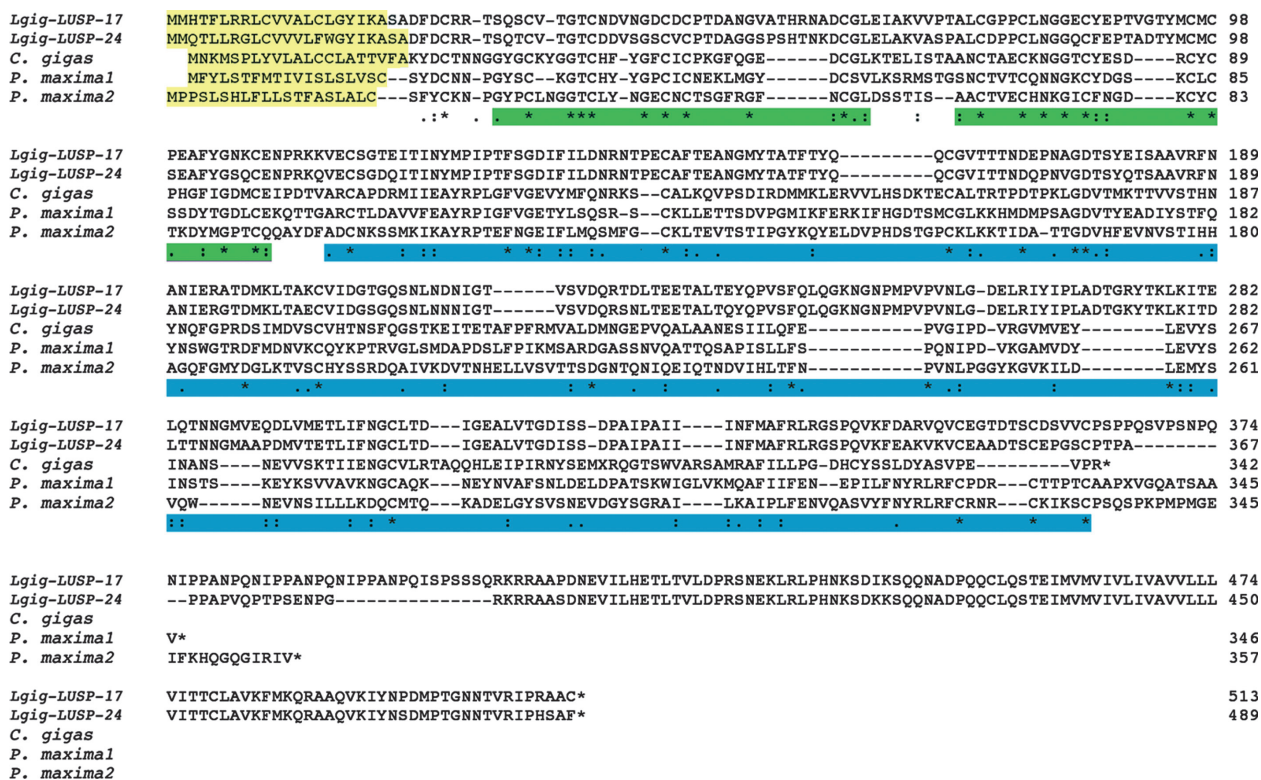 Lgig-LUSP-17 MMHTFLRRLCVVALCLGYIKASADFDCRR-TSQSCV-TGTCNDVNGDCDCPTDANGVATHRNADCGLEIAKVVPTALCGPPCLNGGECYEPTVGTYMCMC 98
Lgig-LUSP-24 MMQTLLRGLCVVVLFWGYIKASADFDCRR-TSQTCV-TGTCDDVSGSCVCPTDAGGVSPSHTNKDCGLELAKVASPALCDPPCLNGGQCFEPTADTYMCMC 98
C. gigas MNKMSPLYVLALCCLATTVFAKYDCTNKGGYGCKYGGTCHF-YGFCICPKGFQGE----DCGLKTELISTAANCTAECKNGGTCYESD----RCYC 89
P. maxima1 MFYLSTFMTIVISLSLVSC--SYDCTKN-PGYSC-KGTCHY-YGPCICNEKLMGY----DCSVLKSRMSTGSNCTVTCQNNGKCYDGS----KCLC 85
P. maxima2 MPPSLSHLFLLSTFASLALC---SFYCKN-PGYPCLNGGTCLY-NGECNCTSGFRGF----NCGLDSSTIS--AACTVECHNKGICFNGD----KCYC 83
.:* . . * *** * * * * :*.: : : * * * * :: * *
Lgig-LUSP-17 PEAFYGNKCENPRKKVECSGTEITINYMPIPTFSGDIFILDNRNTPECAFTEANGMYTATFTYQ---------QCGVTTTNDEPNAGDTSYEISAAVRFN 189
Lgig-LUSP-24 SEAFYGSQCENPRKQVECSGDQITINYMPIPTFSGDIFILDNRNTPECAFTEANGMYTATFTYQ---------QCGVITTNDQPNVGDTSYQTSAAVRFN 189
C. gigas PHGFIGDMCEIPDTVARCAPDRMIIEAYRPLGFVGEVYMFQNRKS--CALKQVPSDIRDMMKLERVVLHSDKTECALTRTPDTPKLGDVTMKTTVVSTHN 187
P. maxima1 SSDYTGDLCEKQTTGARCTLDAVVFEAYRPIGFVGETYLSQSR-S--CKLLETTSDVPGMIKFERKIFHGDTSMCGLKKHMDMPSAGDVTYEADIYSTFQ 182
P. maxima2 TKDYMGPTCQQAYDFADCNKSSMKIKAYRPTEFNGEIFLMQSMFG--CKLTEVTSTIPGYKQYELDVPHDSTGPCKLKKTIDA-TTGDVHFEVNVSTIHH 180
. : * *: . * : :: * *: :: :. * :. . : * : . **.: .:
Lgig-LUSP-17 ANIERATDMKLTAKCVIDGTGQSNLNDNIGT------VSVDQRTDLTEETALTEYQPVSFQLQGKNGNPMPVPVNLG-DELRIYIPLADTGRYTKLKITE 282
Lgig-LUSP-24 ANIERGTDMKLTAECVIDGSGQSNLNNNIGT------VSVDQRTNLTEETALTQYQPVSFQLQGKNGNPMPVPVNLG-DELRIYIPLADTGKYTKLKITD 282
C. gigas YNQFGPRDSIMDVSCVHTNSFQGSTKEITETAFPFRMVALDMNGEPVQALAANESIILQFE---------PVGIPD-VRGVMVEY-------LEVYS 267
P. maxima1 YNSWGTRDFMDNVKCQYKPTRVGLSMDAPDSLFPIKMSARDGASSNVQATTQSAPISLLFS---------PQNIPD-VKGAMVDY-------LEVYS 262
P. maxima2 AGQFGMYDGLKTVSCHYSSRDQAIVKDVTNHELLVSVTTSDGNTQNIQEIQTNDVIHLTFN---------PVNLPGGYKGVKILD-------LEMYS 261
. * ..* . : : * . : *. * .: : *:: .
Lgig-LUSP-17 LQTNNGMVEQDLVMETLIFNGCLTD---IGEALVTGDISS-DPAIPAII----INFMAFRLRGSPQVKFDARVQVCEGTDTSCDSVVCPSPPQSVPSNPQ 374
Lgig-LUSP-24 LTTNNGMAAPDMVTETLIFNGCLTD---IGEALVTGDISS-DPAIPAII----INFMAFRLRGSPQVKFEAKVKVCEAADTSCEPGSCPTPA-------- 367
C. gigas INANS----NEVVSKTIIENGCVLRTAQQHLEIPIRNYSEMXRQGTSWVARSAMRAFILLPG-DHCYSSLDYASVPE---------VPR* 342
P. maxima1 INSTS----KEYKSVVAVKNGCAQK---NEYNVAFSNLDELDPATSKWIGLVKMQAFIIFEN--EPILFNYRLRFCPDR---CTTPTCAAPXVGQATSAA 345
P. maxima2 VQW------NEVNSILLLKDQCMTQ---KADELGYSVSNEVDGYSGRAI---LKAIPLFENVQASVYFNYRLRFCRNR---CKIKSCPSQSPKPMPMGE 345
:: :: : : * : .. : :. : : . * * *
Lgig-LUSP-17 NIPPANPQNIPPANPQNIPPANPQISPSSSQRKRRAAPDNEVILHETLTVLDPRSNEKLRLPHNKSDIKSQQNADPQQCLQSTEIMVMVIVLIVAVVLLL 474
Lgig-LUSP-24 --PPAPVQPTPSENPG---------------RKRRAASDNEVILHETLTVLDPRSNEKLRLPHNKSDKKSQQNADPQQCLQSTEIMVMVIVLIVAVVLLL 450
C. gigas
P. maxima1 V* 346
P. maxima2 IFKHQGQGIRIV* 357
Lgig-LUSP-17 VITTCLAVKFMKQRAAQVKIYNPDMPTGNNTVRIPRAAC* 513
Lgig-LUSP-24 VITTCLAVKFMKQRAAQVKIYNSDMPTGNNTVRIPHSAF* 489
C. gigas
P. maxima1
P. maxima2